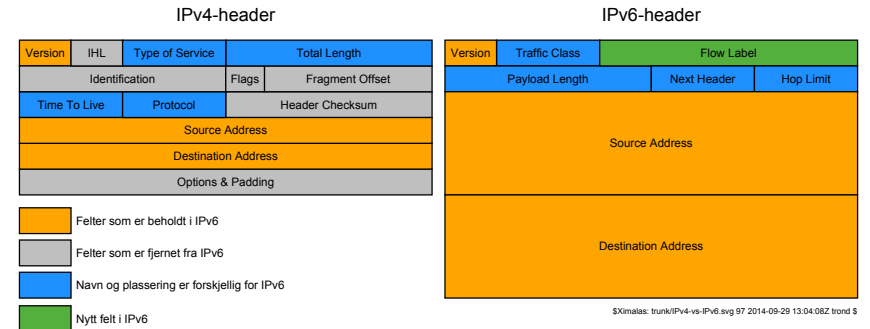 IPv4-header
Version IHL Type of Service Total Length
Identification Flags Fragment Offset
Time To Live Protocol Header Checksum
Source Address
Destination Address
Options & Padding
Felter som er beholdt i IPv6
Felter som er fjernet fra IPv6
Navn og plassering er forskjellig for IPv6
Nytt felt i IPv6
IPv6-header
Version Traffic Class Flow Label
Payload Length Next Header Hop Limit
Source Address
Destination Address
$Ximalas: trunk/IPv4-vs-IPv6.svg 97 2014-09-29 13:04:08Z trond $